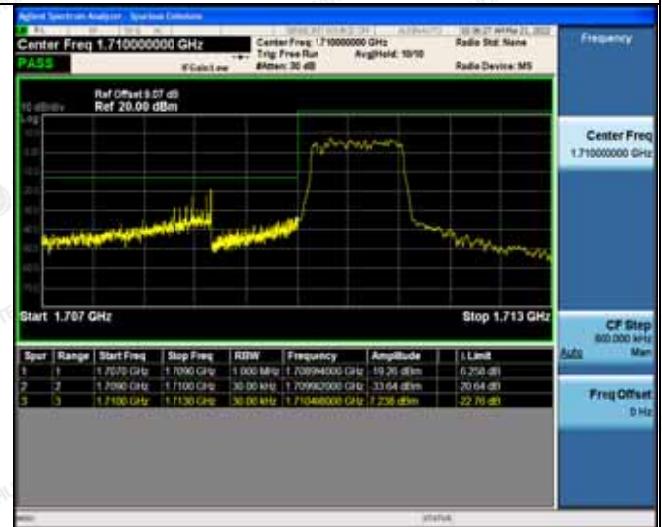 Agilent Spectrum Analyzer - Spurious Emissions
Center Freq 1.710000000 GHz
Center Freq: 1.710000000 GHz
Radio Std: None
Frequency
Trig: Free Run
Avg|Hold: 10/10
PASS
IFGain:Low
#Atten: 30 dB
Radio Device: MS
Ref Offset 9.07 dB
10 dB/div
Ref 20.00 dBm
Log
Center Freq
1.710000000 GHz
Start 1.707 GHz
Stop 1.713 GHz
CF Step
600.000 kHz
Auto Man
Spur Range Start Freq Stop Freq RBW Frequency Amplitude Δ Limit
1 1 1.7070 GHz 1.7090 GHz 1.000 MHz 1.708994000 GHz -19.26 dBm 6.258 dB
2 2 1.7090 GHz 1.7100 GHz 30.00 kHz 1.709982000 GHz -33.64 dBm 20.64 dB
3 3 1.7100 GHz 1.7130 GHz 30.00 kHz 7.238 dBm -22.76 dB
Freq Offset
0 Hz
MSG
STATUS